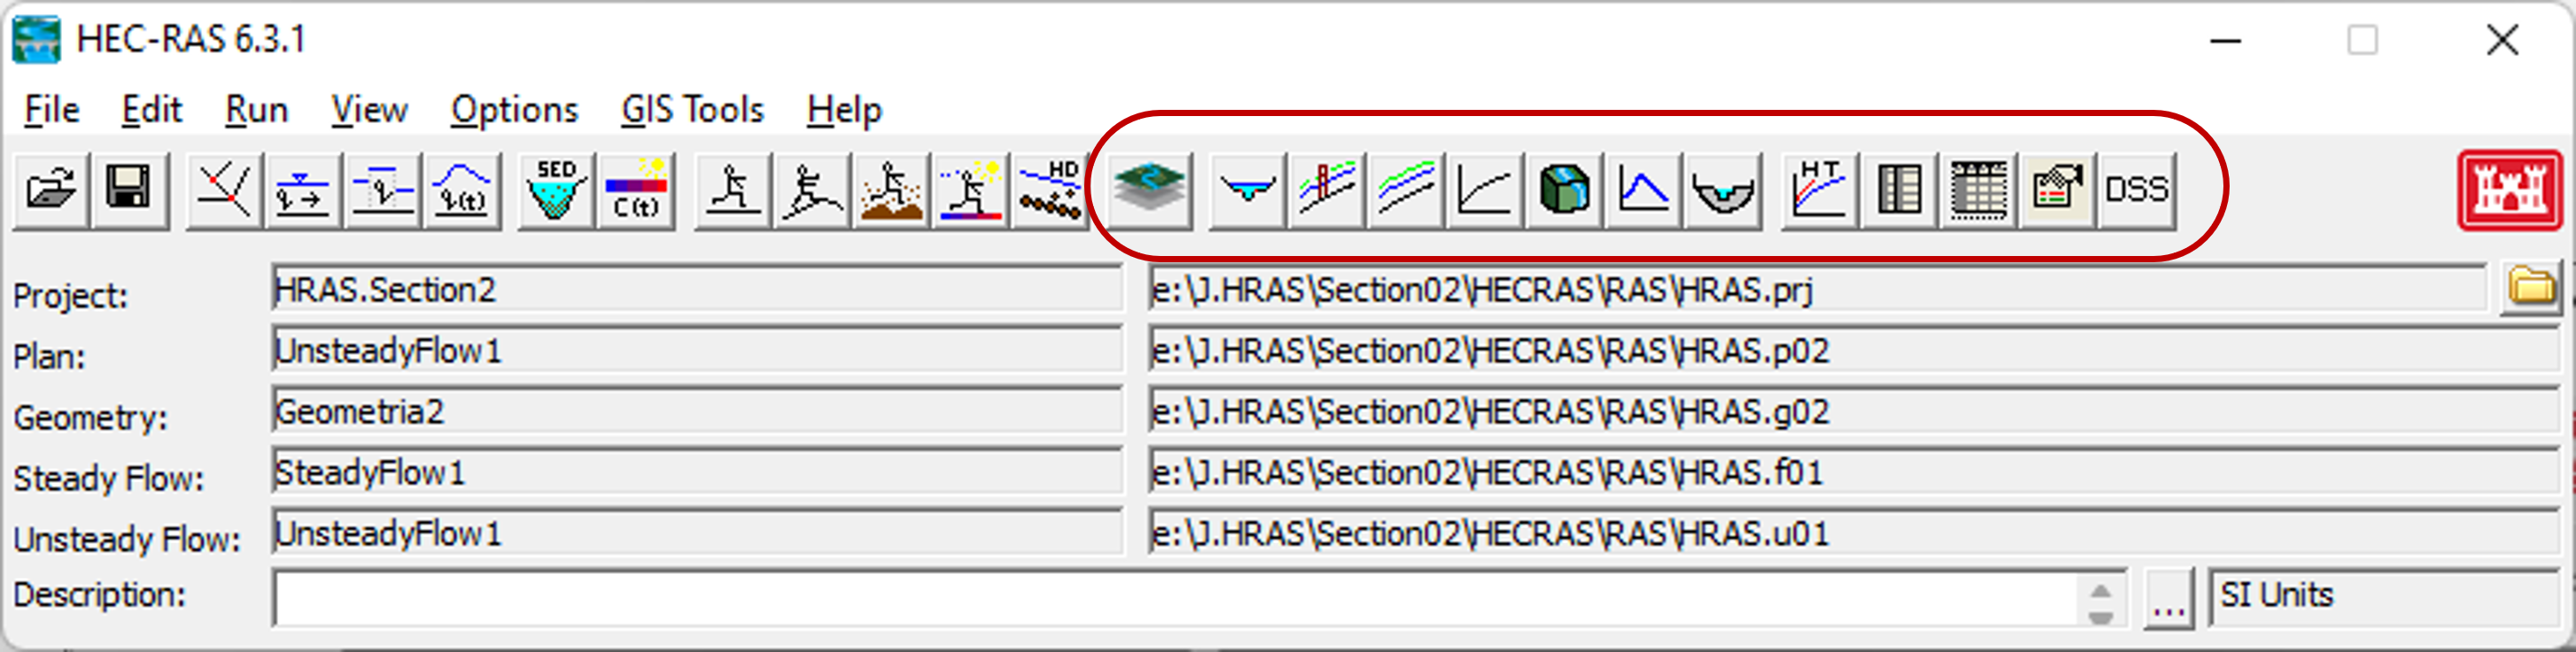 HEC-RAS 6.3.1
File Edit Run View Options GIS Tools Help
q(t) SED C(t) HD HT DSS
Project: HRAS.Section2 e:\J.HRAS\Section02\HECRAS\RAS\HRAS.prj
Plan: UnsteadyFlow1 e:\J.HRAS\Section02\HECRAS\RAS\HRAS.p02
Geometry: Geometria2 e:\J.HRAS\Section02\HECRAS\RAS\HRAS.g02
Steady Flow: SteadyFlow1 e:\J.HRAS\Section02\HECRAS\RAS\HRAS.f01
Unsteady Flow: UnsteadyFlow1 e:\J.HRAS\Section02\HECRAS\RAS\HRAS.u01
Description: ... SI Units